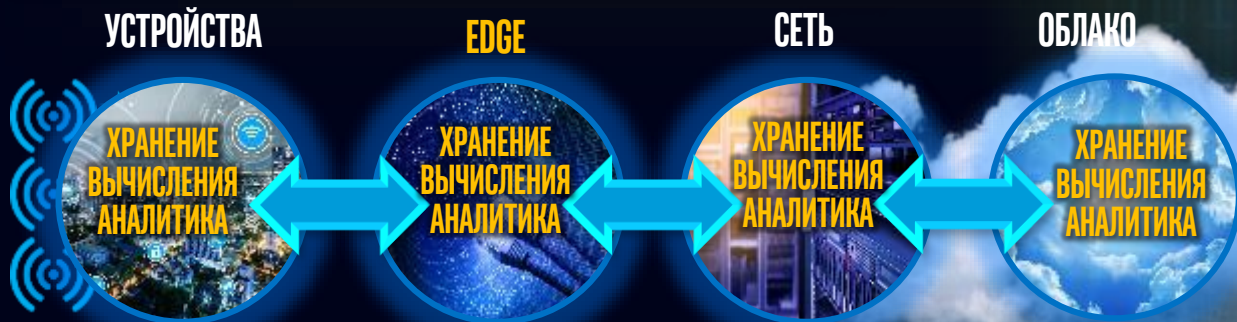 УСТРОЙСТВА
EDGE
СЕТЬ
ОБЛАКО
ХРАНЕНИЕ
ВЫЧИСЛЕНИЯ
АНАЛИТИКА
ХРАНЕНИЕ
ВЫЧИСЛЕНИЯ
АНАЛИТИКА
ХРАНЕНИЕ
ВЫЧИСЛЕНИЯ
АНАЛИТИКА
ХРАНЕНИЕ
ВЫЧИСЛЕНИЯ
АНАЛИТИКА